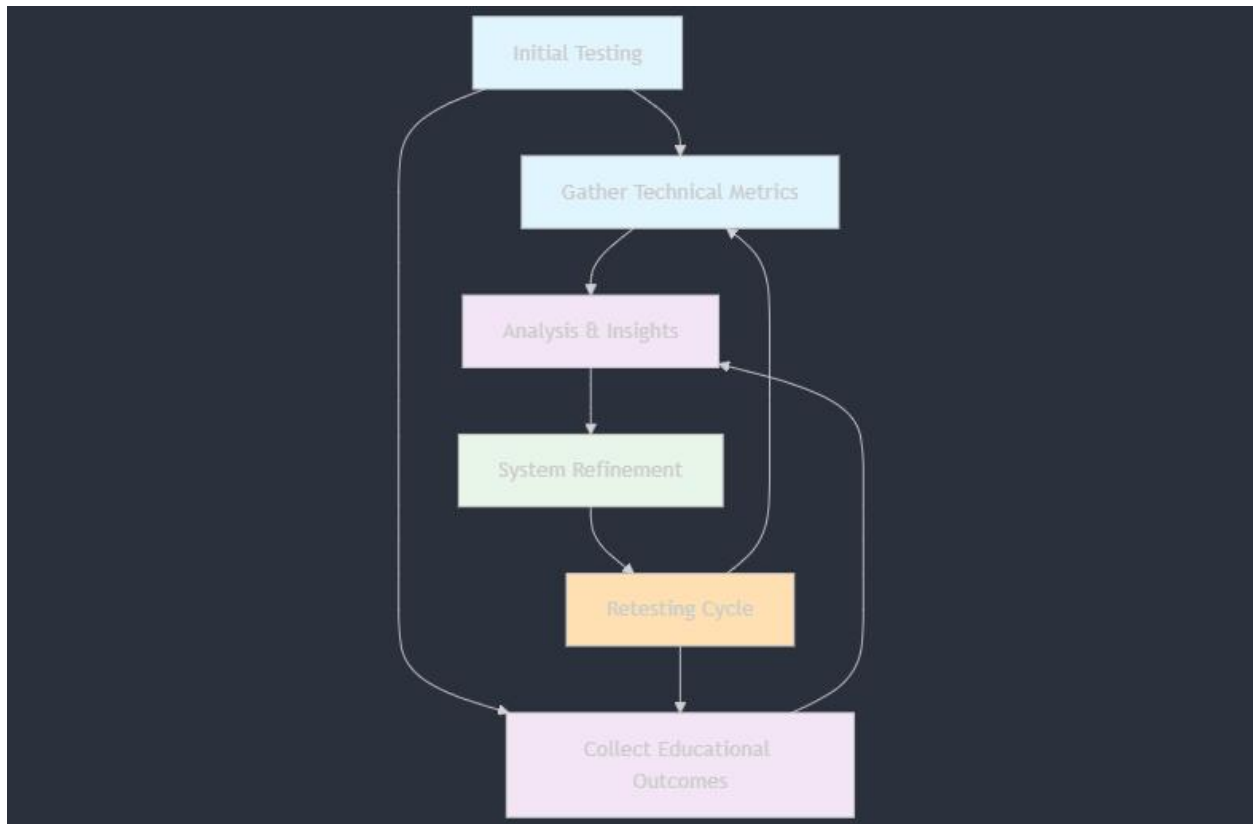 Initial Testing
Gather Technical Metrics
Analysis & Insights
System Refinement
Retesting Cycle
Collect Educational
Outcomes